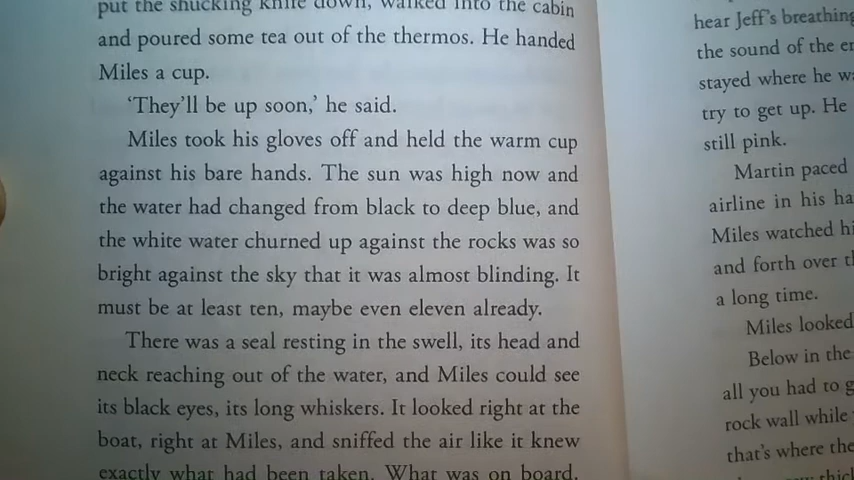 put the shucking knife down, walked into the cabin
and poured some tea out of the thermos. He handed
Miles a cup.
‘They’ll be up soon,’ he said.
Miles took his gloves off and held the warm cup
against his bare hands. The sun was high now and
the water had changed from black to deep blue, and
the white water churned up against the rocks was so
bright against the sky that it was almost blinding. It
must be at least ten, maybe even eleven already.
There was a seal resting in the swell, its head and
neck reaching out of the water, and Miles could see
its black eyes, its long whiskers. It looked right at the
boat, right at Miles, and sniffed the air like it knew
exactly what had been taken. What was on board.
hear Jeff’s breathing
the sound of the
stayed where he
try to get up. He
still pink.
Martin paced
airline in his
Miles watched
and forth over
a long time.
Miles looked
Below in the
all you had to
rock wall while
that’s where the